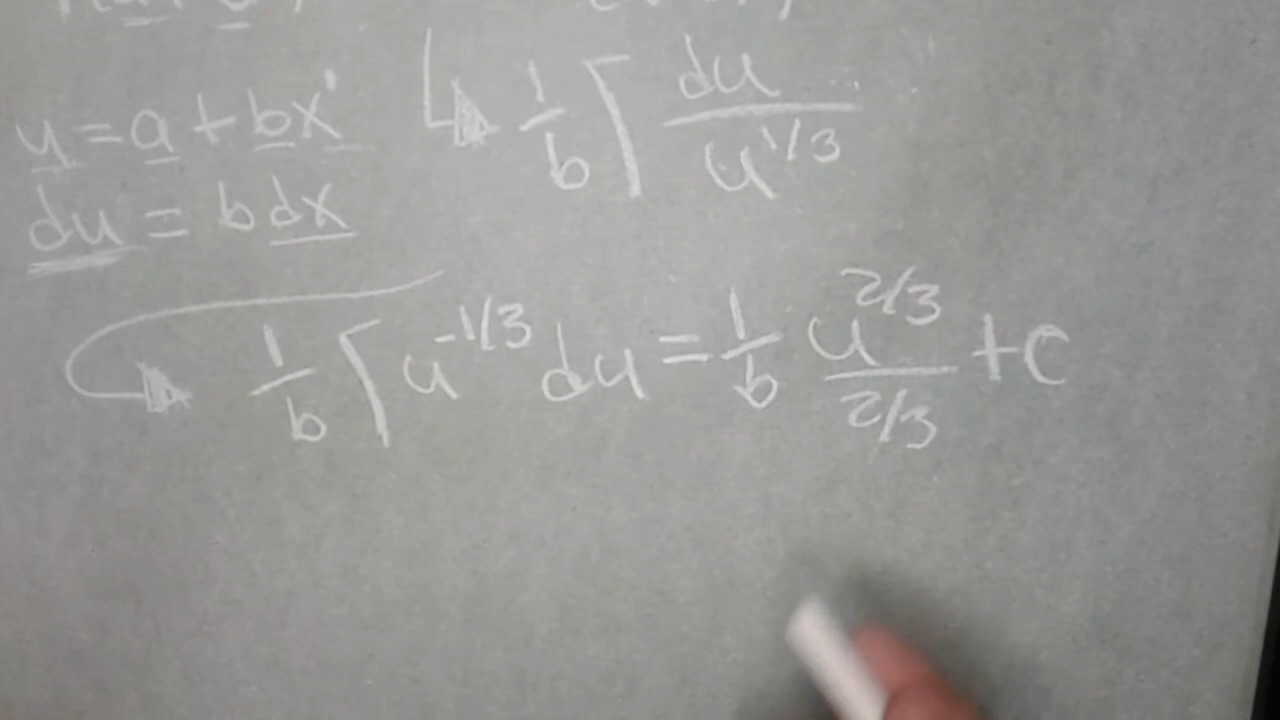 u = a + bx'
1/b ∫ du / u^1/3
du = b dx
1/b ∫ u^-1/3 du = 1/b u^2/3 / 2/3 + C